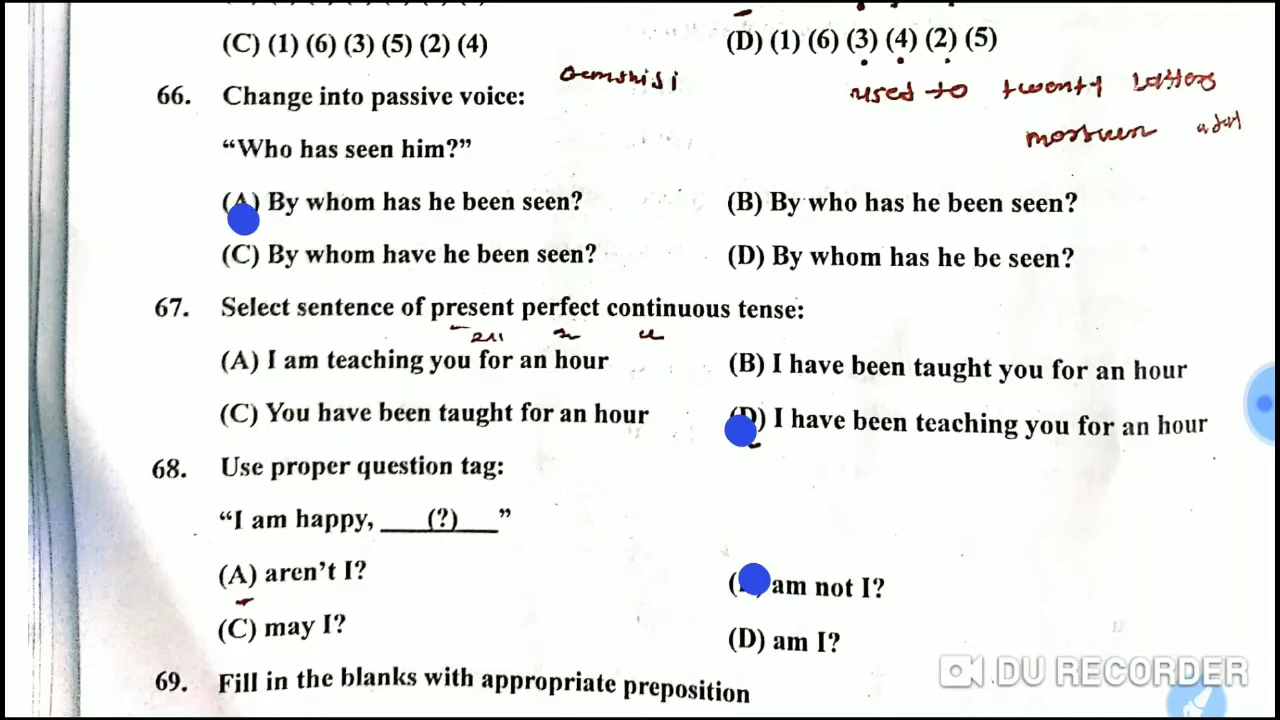 (C) (1) (6) (3) (5) (2) (4) (D) (1) (6) (3) (4) (2) (5)
used to twenty
66. Change into passive voice:
“Who has seen him?”
(A) By whom has he been seen? (B) By who has he been seen?
(C) By whom have he been seen? (D) By whom has he be seen?
67. Select sentence of present perfect continuous tense:
(A) I am teaching you for an hour (B) I have been taught you for an hour
(C) You have been taught for an hour (D) I have been teaching you for an hour
68. Use proper question tag:
“I am happy, ___(?)___”
(A) aren’t I? am not I?
(C) may I? (D) am I?
69. Fill in the blanks with appropriate preposition
DU RECORDER